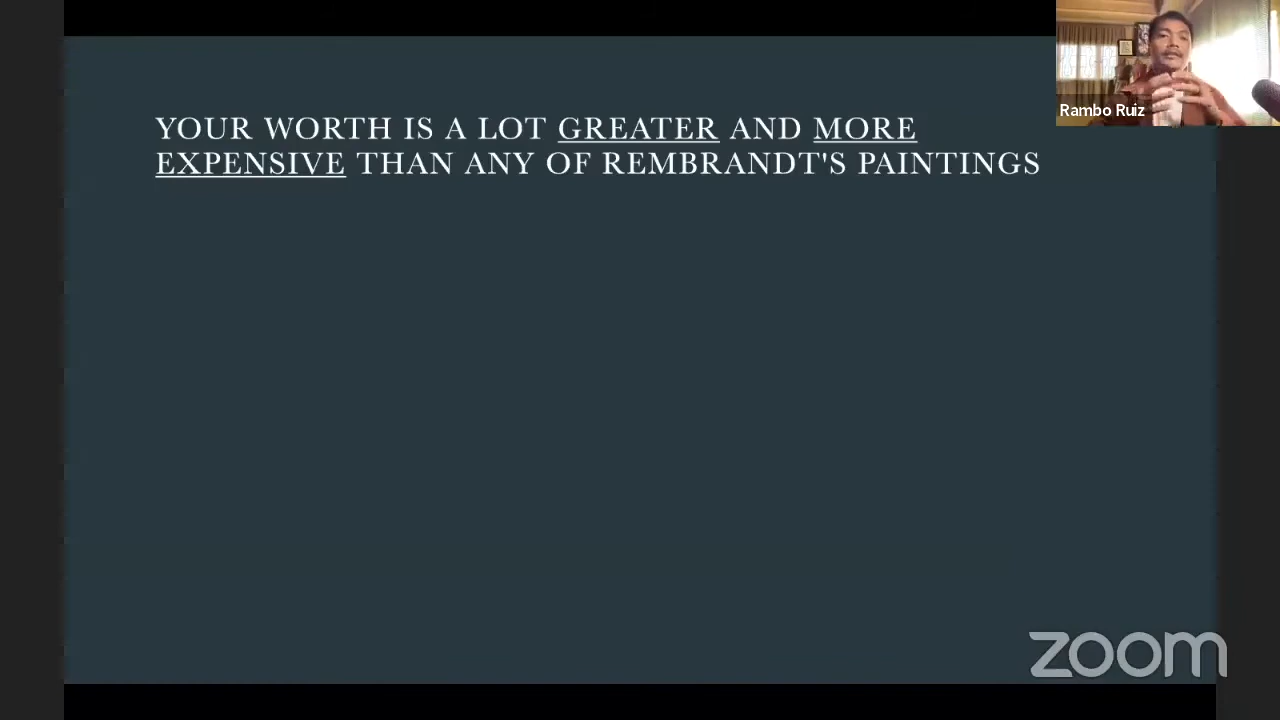 Rambo Ruiz
YOUR WORTH IS A LOT GREATER AND MORE
EXPENSIVE THAN ANY OF REMBRANDT'S PAINTINGS
zoom